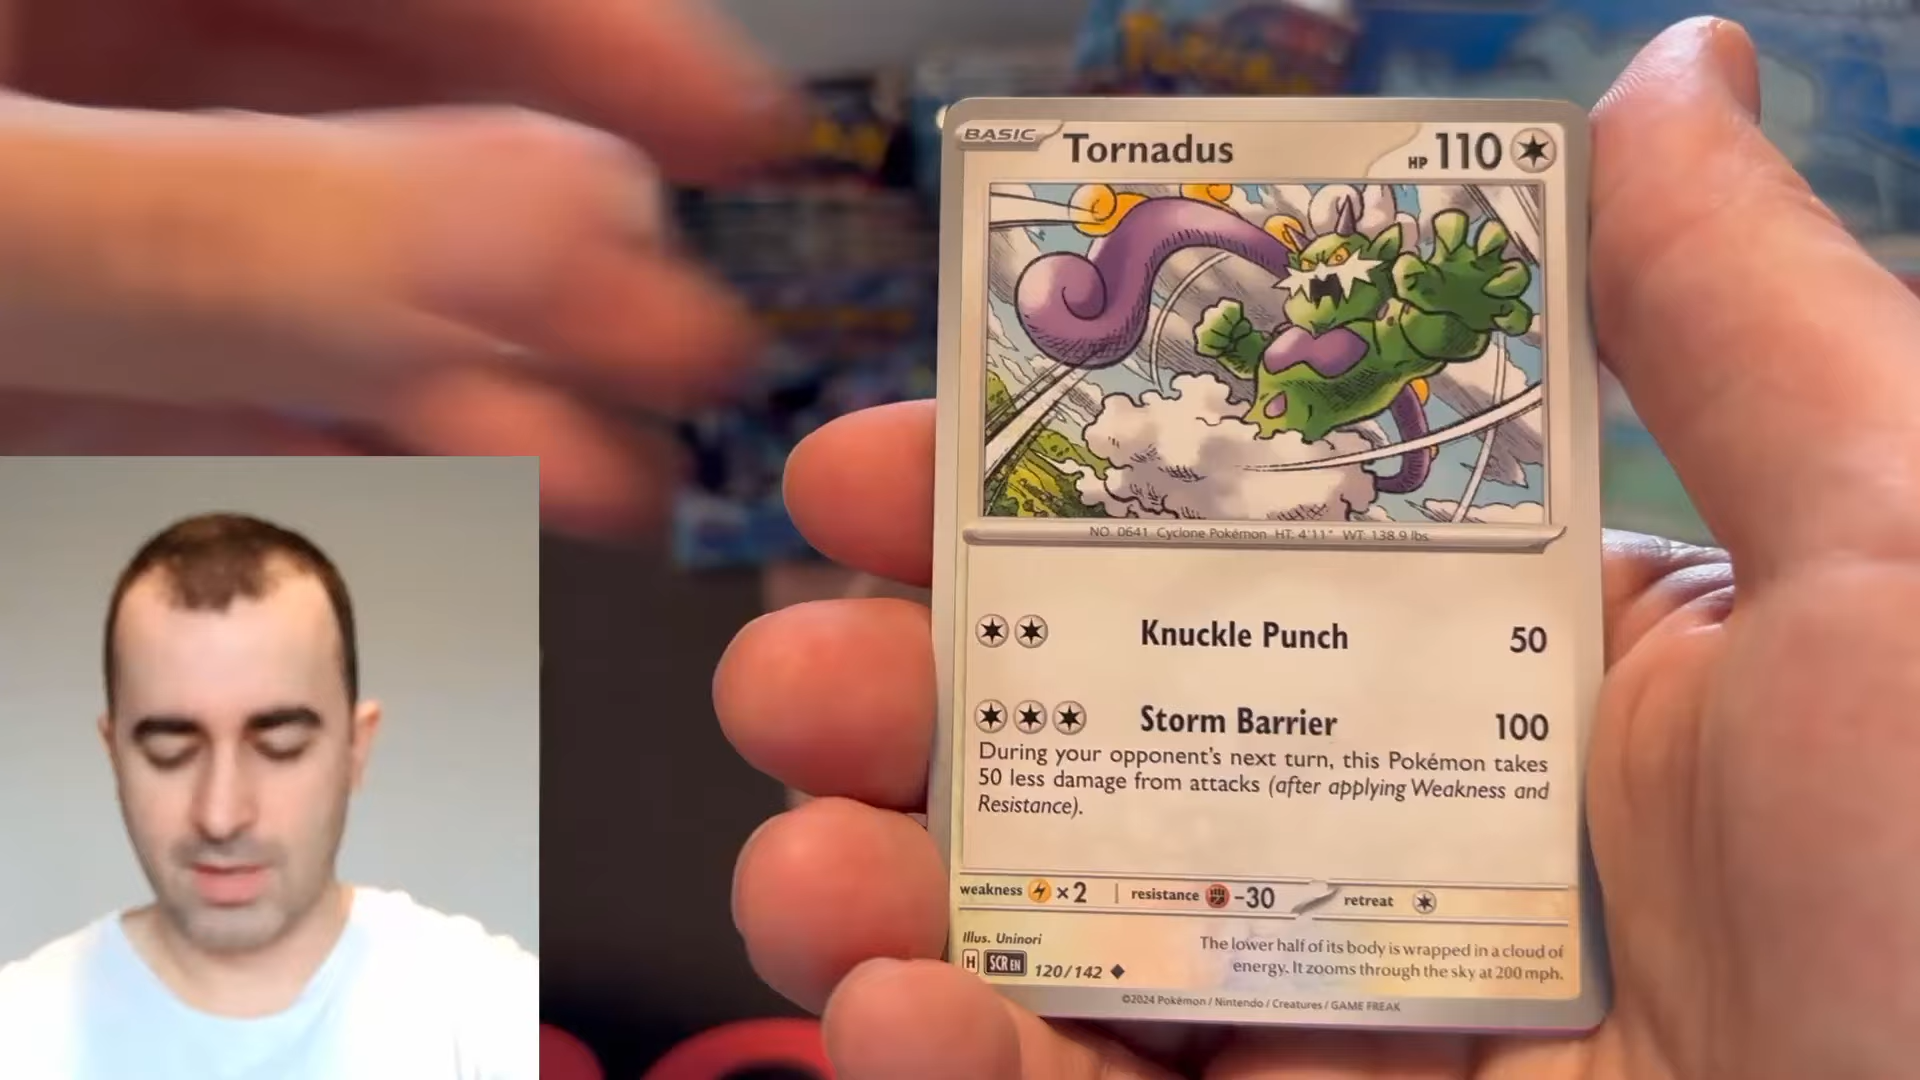 Pokémon
BASIC
Tornadus
HP 110
NO. 0641 Cyclone Pokémon HT: 4'11" WT: 138.9 lbs.
Knuckle Punch 50
Storm Barrier 100
During your opponent's next turn, this Pokémon takes
50 less damage from attacks (after applying Weakness and
Resistance).
weakness ×2 resistance -30 retreat
Illus. Uninori
The lower half of its body is wrapped in a cloud of
energy. It zooms through the sky at 200 mph.
H SCR EN 120/142
©2024 Pokémon / Nintendo / Creatures / GAME FREAK